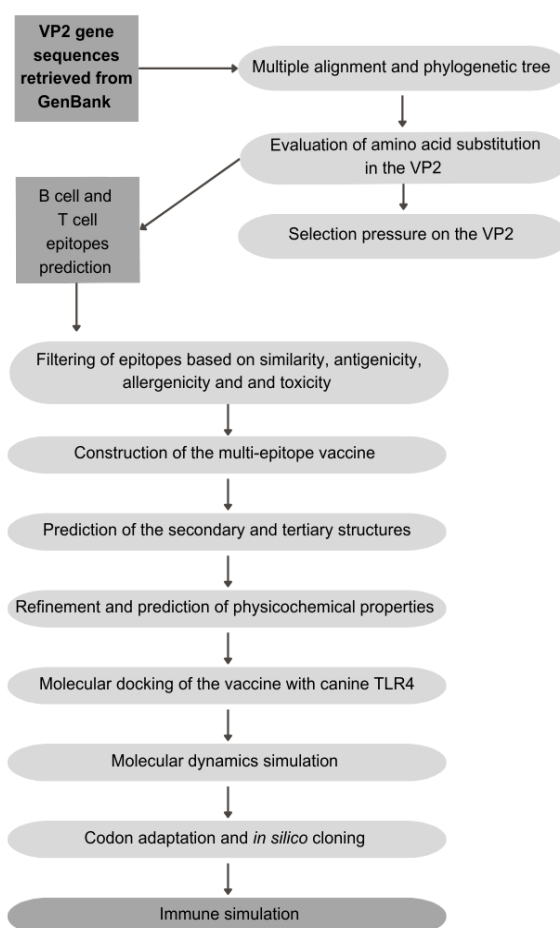 VP2 gene
sequences
retrieved from
GenBank
Multiple alignment and phylogenetic tree
Evaluation of amino acid substitution
in the VP2
Selection pressure on the VP2
B cell and
T cell
epitopes
prediction
Filtering of epitopes based on similarity, antigenicity,
allergenicity and and toxicity
Construction of the multi-epitope vaccine
Prediction of the secondary and tertiary structures
Refinement and prediction of physicochemical properties
Molecular docking of the vaccine with canine TLR4
Molecular dynamics simulation
Codon adaptation and in silico cloning
Immune simulation